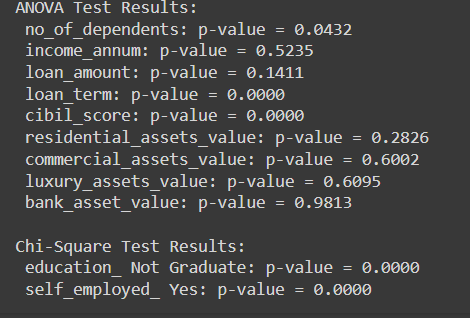 ANOVA Test Results:
no_of_dependents: p-value = 0.0432
income_annum: p-value = 0.5235
loan_amount: p-value = 0.1411
loan_term: p-value = 0.0000
cibil_score: p-value = 0.0000
residential_assets_value: p-value = 0.2826
commercial_assets_value: p-value = 0.6002
luxury_assets_value: p-value = 0.6095
bank_asset_value: p-value = 0.9813
Chi-Square Test Results:
education_ Not Graduate: p-value = 0.0000
self_employed_ Yes: p-value = 0.0000